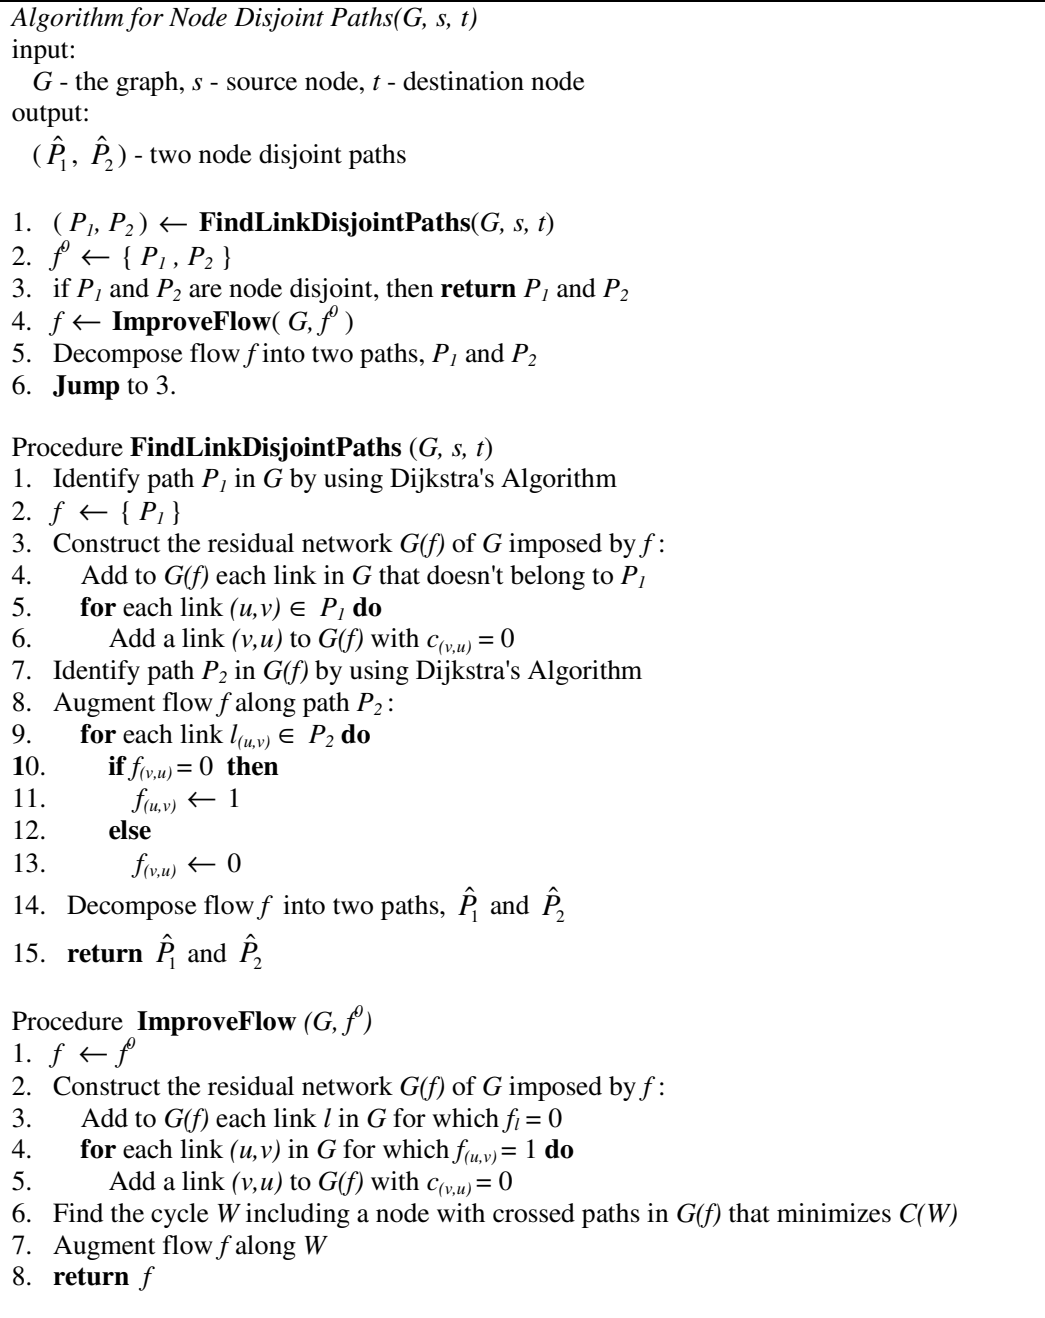 Algorithm for Node Disjoint Paths(G, s, t)
input:
G - the graph, s - source node, t - destination node
output:
( P̂₁, P̂₂ ) - two node disjoint paths
1. ( P₁, P₂ ) ← FindLinkDisjointPaths(G, s, t)
2. f⁰ ← { P₁ , P₂ }
3. if P₁ and P₂ are node disjoint, then return P₁ and P₂
4. f ← ImproveFlow( G, f⁰ )
5. Decompose flow f into two paths, P₁ and P₂
6. Jump to 3.
Procedure FindLinkDisjointPaths (G, s, t)
1. Identify path P₁ in G by using Dijkstra's Algorithm
2. f ← { P₁ }
3. Construct the residual network G(f) of G imposed by f :
4. Add to G(f) each link in G that doesn't belong to P₁
5. for each link (u,v) ∈ P₁ do
6. Add a link (v,u) to G(f) with c_(v,u) = 0
7. Identify path P₂ in G(f) by using Dijkstra's Algorithm
8. Augment flow f along path P₂ :
9. for each link l_(u,v) ∈ P₂ do
10. if f_(v,u) = 0 then
11. f_(u,v) ← 1
12. else
13. f_(v,u) ← 0
14. Decompose flow f into two paths, P̂₁ and P̂₂
15. return P̂₁ and P̂₂
Procedure ImproveFlow (G, f⁰)
1. f ← f⁰
2. Construct the residual network G(f) of G imposed by f :
3. Add to G(f) each link l in G for which f_l = 0
4. for each link (u,v) in G for which f_(u,v) = 1 do
5. Add a link (v,u) to G(f) with c_(v,u) = 0
6. Find the cycle W including a node with crossed paths in G(f) that minimizes C(W)
7. Augment flow f along W
8. return f